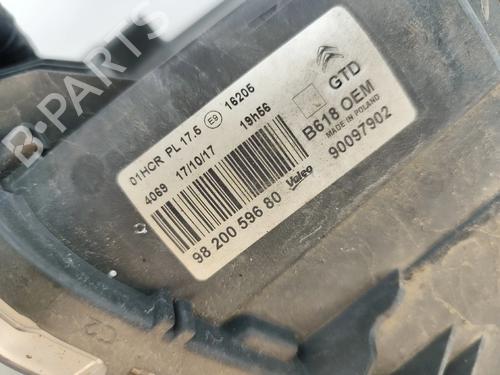 01HCR PL 17.5 E9 16205
4069 17/10/17 19h56
98 200 596 80 Valeo
GTD
B618 OEM
MADE IN POLAND
90097902
C2
B-PARTS